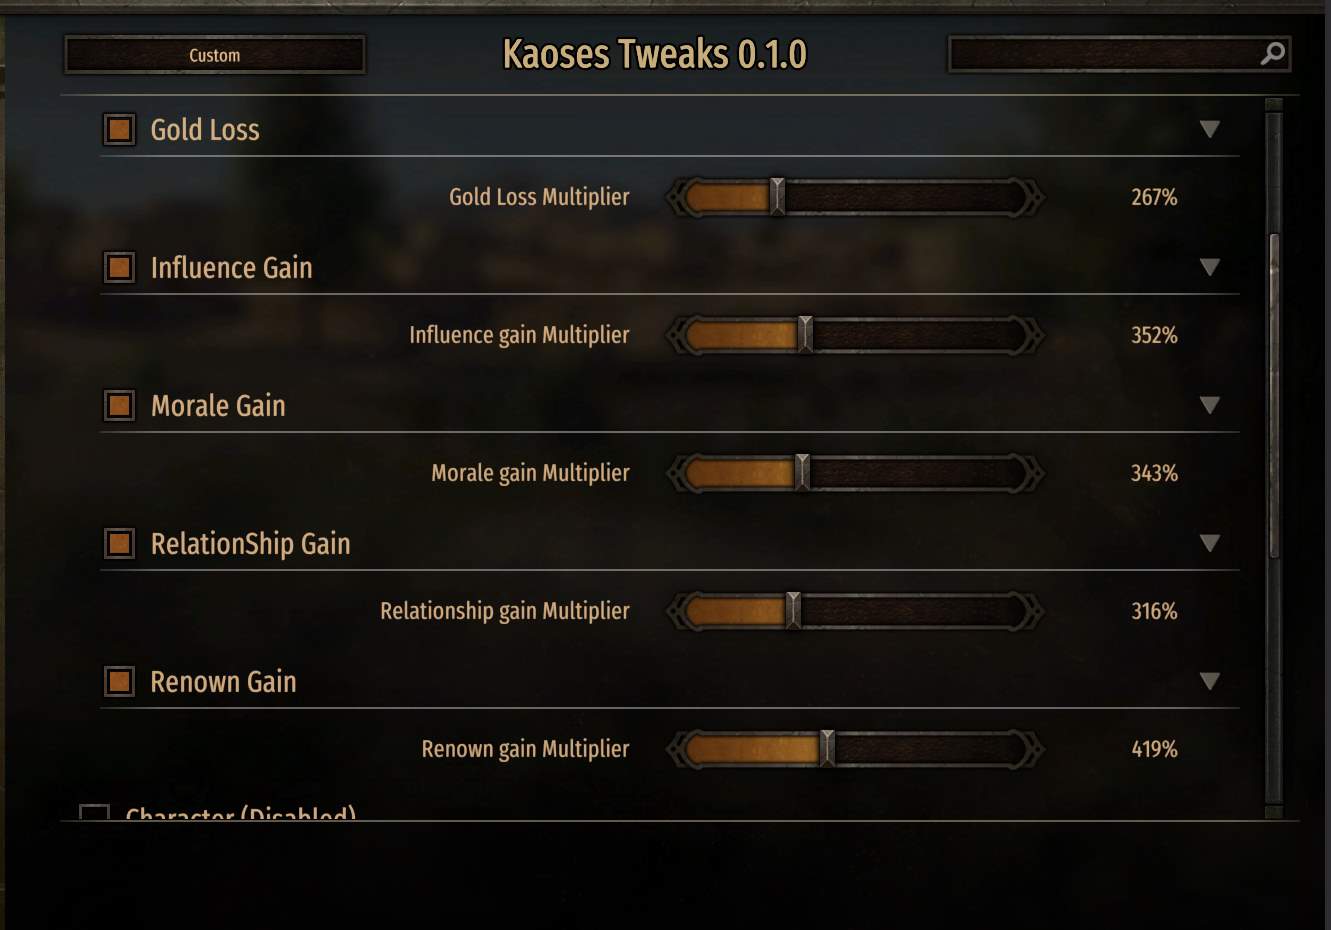 Custom
Kaoses Tweaks 0.1.0
Gold Loss
Gold Loss Multiplier 267%
Influence Gain
Influence gain Multiplier 352%
Morale Gain
Morale gain Multiplier 343%
RelationShip Gain
Relationship gain Multiplier 316%
Renown Gain
Renown gain Multiplier 419%
Character (Disabled)